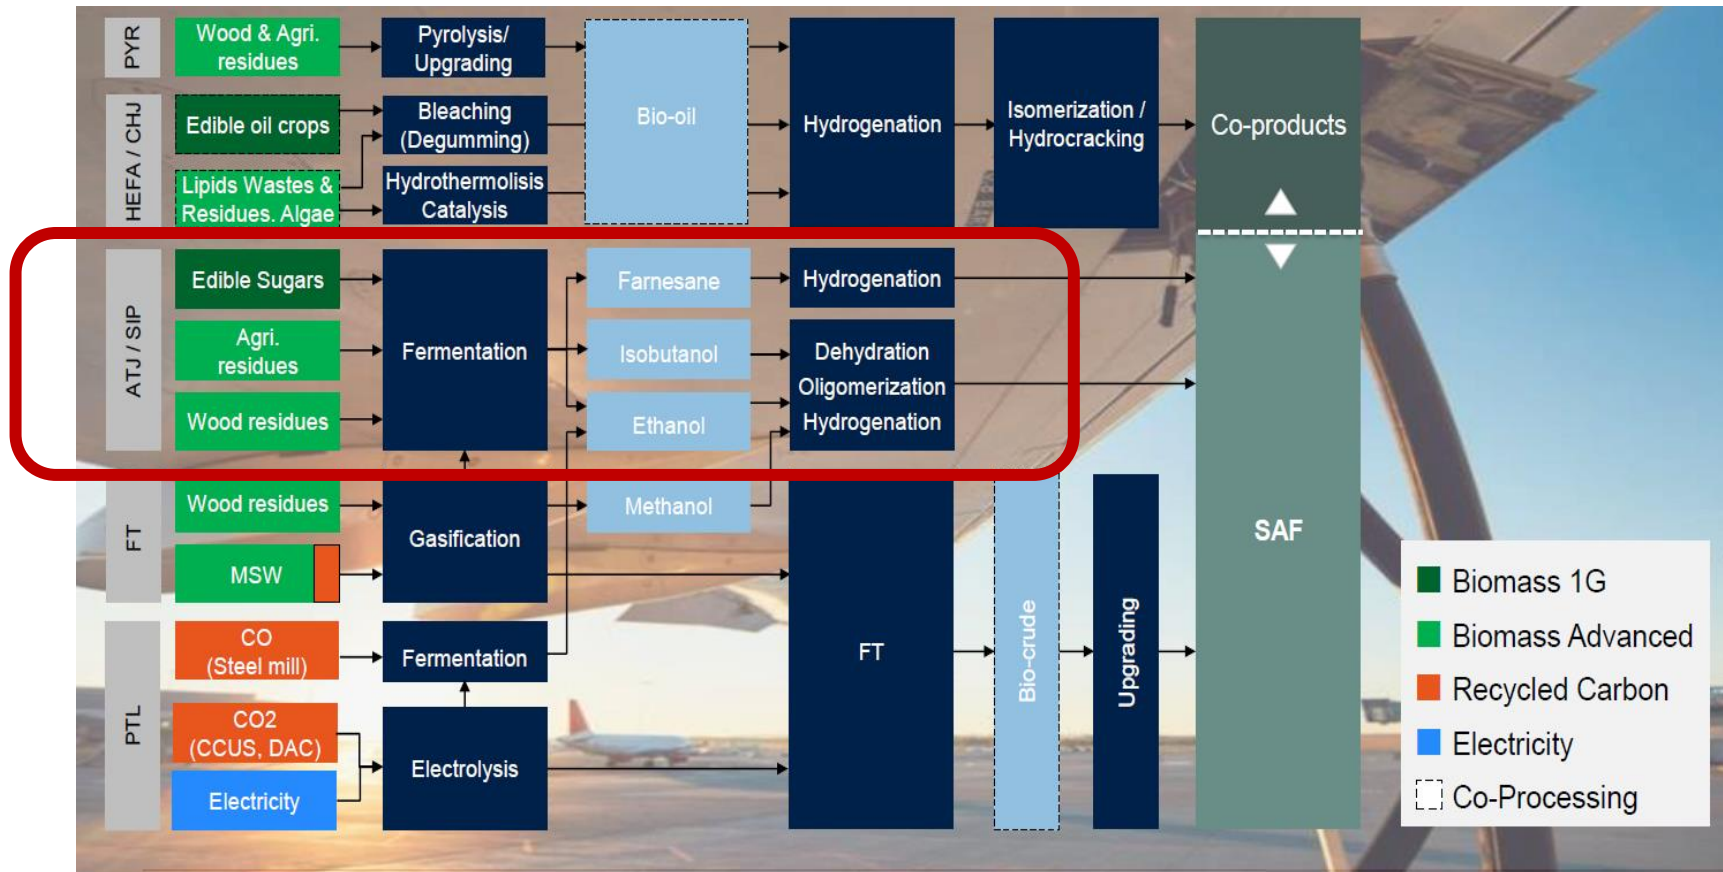 PYR
Wood & Agri.
residues
Pyrolysis/
Upgrading
HEFA / CHJ
Edible oil crops
Bleaching
(Degumming)
Lipids Wastes &
Residues. Algae
Hydrothermolisis
Catalysis
Bio-oil
Hydrogenation
Isomerization /
Hydrocracking
Co-products
ATJ / SIP
Edible Sugars
Agri.
residues
Wood residues
Fermentation
Farnesane
Isobutanol
Ethanol
Hydrogenation
Dehydration
Oligomerization
Hydrogenation
FT
Wood residues
MSW
Gasification
Methanol
PTL
CO
(Steel mill)
Fermentation
CO2
(CCUS, DAC)
Electricity
Electrolysis
FT
Bio-crude
Upgrading
SAF
Biomass 1G
Biomass Advanced
Recycled Carbon
Electricity
Co-Processing